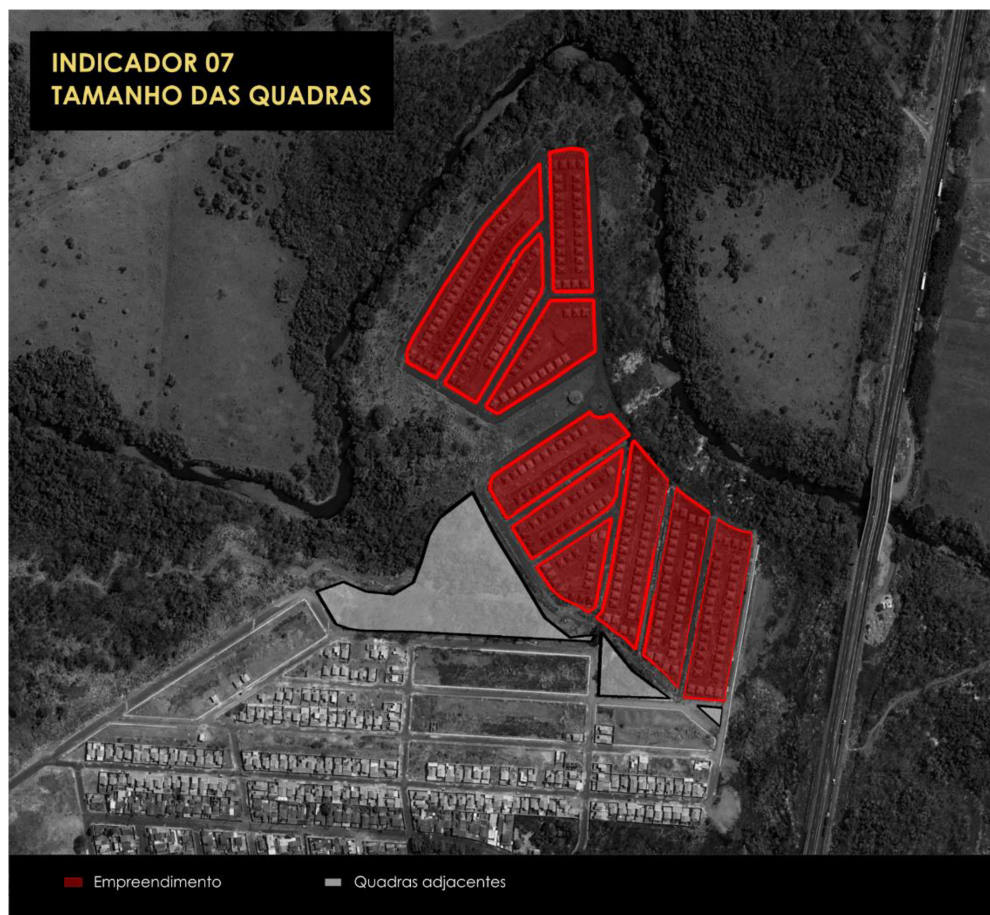 INDICADOR 07
TAMANHO DAS QUADRAS
Empreendimento
Quadras adjacentes